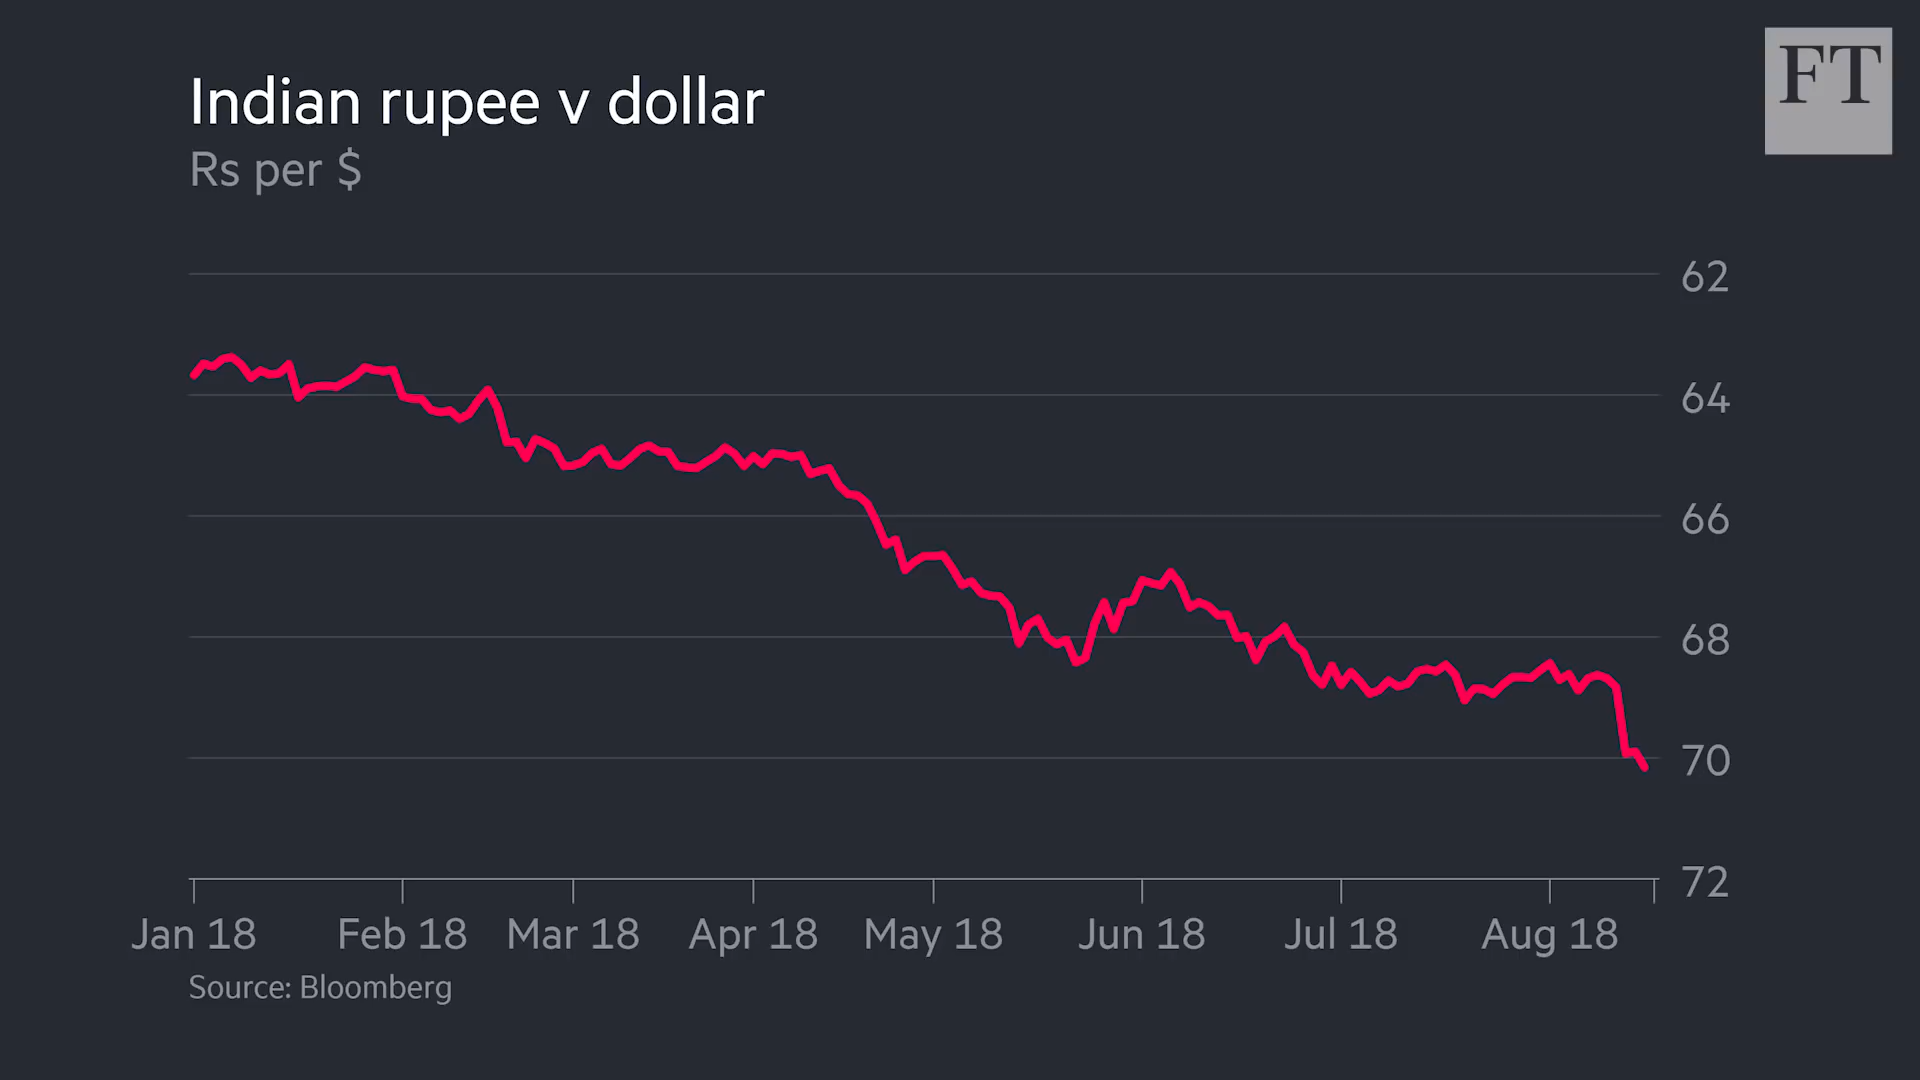 FT
Indian rupee v dollar
Rs per $
62
64
66
68
70
72
Jan 18 Feb 18 Mar 18 Apr 18 May 18 Jun 18 Jul 18 Aug 18
Source: Bloomberg